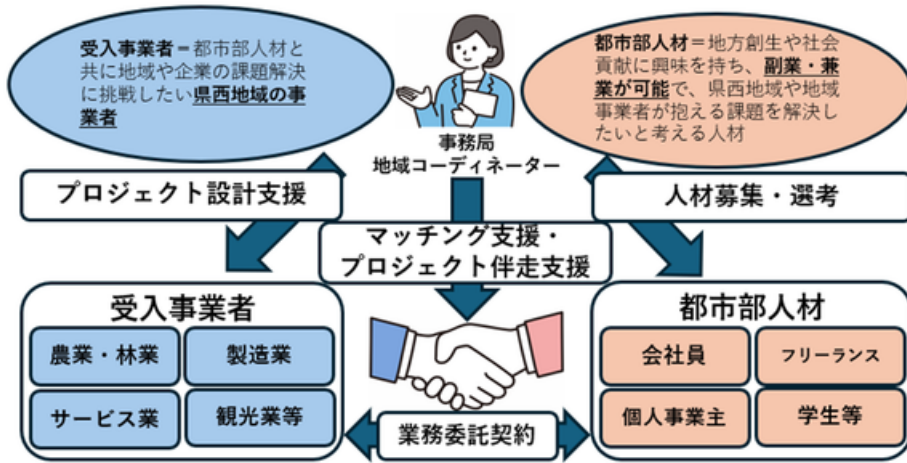 受入事業者＝都市部人材と
共に地域や企業の課題解決
に挑戦したい県西地域の事
業者
都市部人材＝地方創生や社会
貢献に興味を持ち、副業・兼
業が可能で、県西地域や地域
事業者が抱える課題を解決し
たいと考える人材
事務局
地域コーディネーター
プロジェクト設計支援
人材募集・選考
マッチング支援・
プロジェクト伴走支援
受入事業者
農業・林業
製造業
サービス業
観光業等
都市部人材
会社員
フリーランス
個人事業主
学生等
業務委託契約